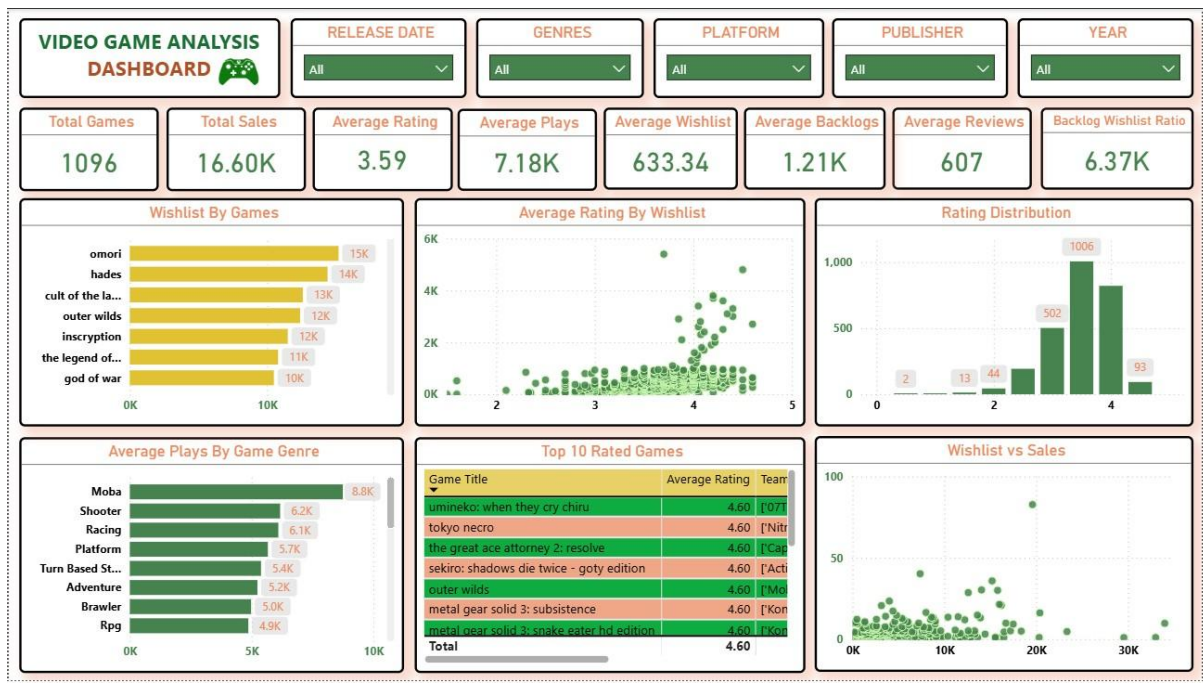 VIDEO GAME ANALYSIS
DASHBOARD
RELEASE DATE
All
GENRES
All
PLATFORM
All
PUBLISHER
All
YEAR
All
Total Games
1096
Total Sales
16.60K
Average Rating
3.59
Average Plays
7.18K
Average Wishlist
633.34
Average Backlogs
1.21K
Average Reviews
607
Backlog Wishlist Ratio
6.37K
Wishlist By Games
omori
15K
hades
14K
cult of the la...
13K
outer wilds
12K
inscryption
12K
the legend of...
11K
god of war
10K
0K
10K
Average Rating By Wishlist
6K
4K
2K
0K
2
3
4
5
Rating Distribution
1,000
500
0
2
13
44
502
1006
93
0
2
4
Average Plays By Game Genre
Moba
8.8K
Shooter
6.2K
Racing
6.1K
Platform
5.7K
Turn Based St...
5.4K
Adventure
5.2K
Brawler
5.0K
Rpg
4.9K
0K
5K
10K
Top 10 Rated Games
Game Title Average Rating Team
umineko: when they cry chiru 4.60 ['07T
tokyo necro 4.60 ['Nitr
the great ace attorney 2: resolve 4.60 ['Cap
sekiro: shadows die twice - goty edition 4.60 ['Acti
outer wilds 4.60 ['Mol
metal gear solid 3: subsistence 4.60 ['Kon
metal gear solid 3: snake eater hd edition 4.60 ['Kon
Total 4.60
Wishlist vs Sales
100
50
0
0K
10K
20K
30K